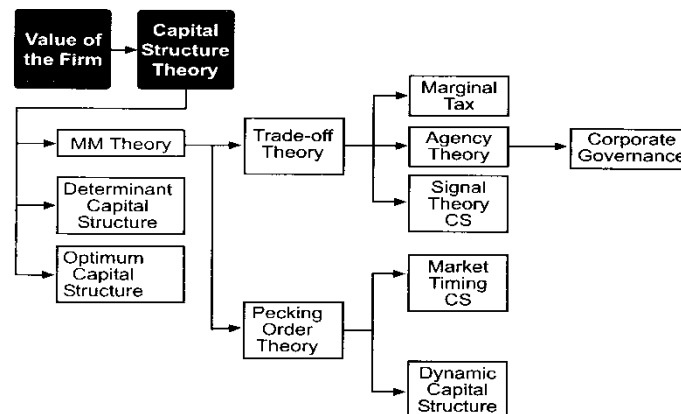 Value of
the Firm
Capital
Structure
Theory
MM Theory
Determinant
Capital
Structure
Optimum
Capital
Structure
Trade-off
Theory
Pecking
Order
Theory
Marginal
Tax
Agency
Theory
Signal
Theory
CS
Market
Timing
CS
Dynamic
Capital
Structure
Corporate
Governance